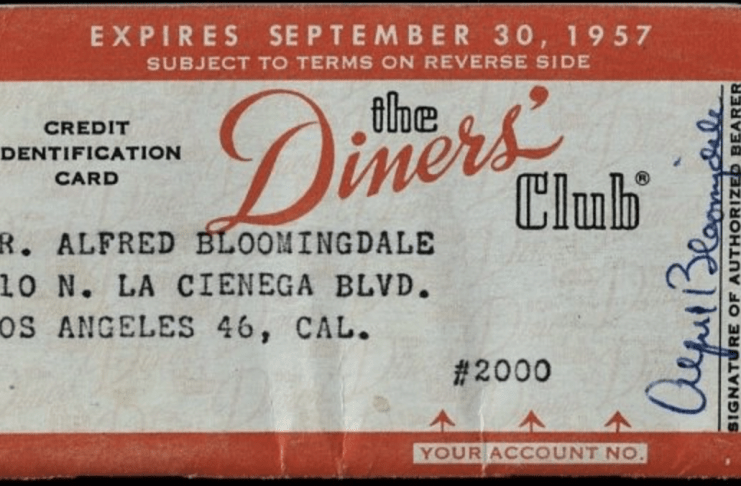 EXPIRES SEPTEMBER 30, 1957
SUBJECT TO TERMS ON REVERSE SIDE
CREDIT
DENTIFICATION
CARD
the
Diners'
Club®
R. ALFRED BLOOMINGDALE
10 N. LA CIENEGA BLVD.
OS ANGELES 46, CAL.
#2000
YOUR ACCOUNT NO.
Alfred Bloomingdale
SIGNATURE OF AUTHORIZED BEARER